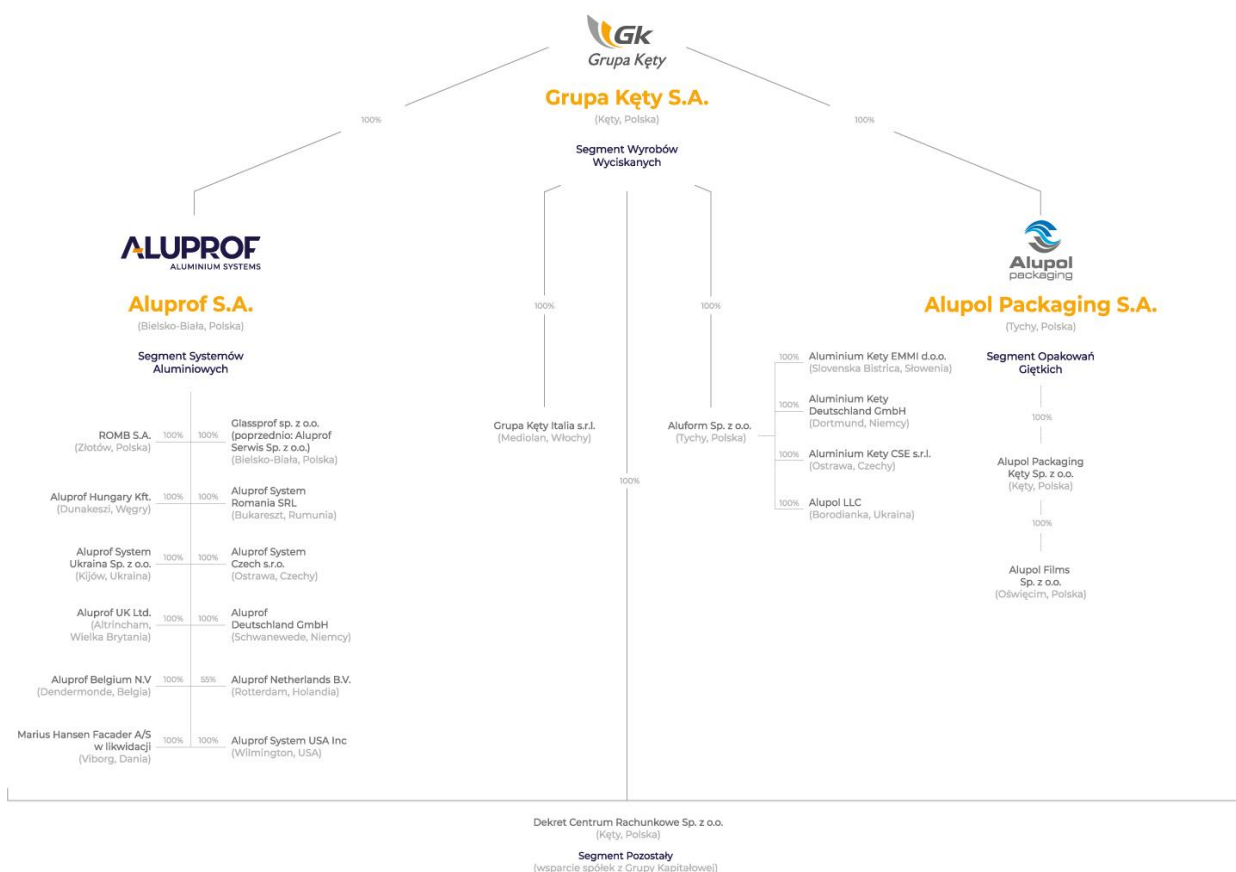 Gk
Grupa Kęty
Grupa Kęty S.A.
(Kęty, Polska)
Segment Wyrobów
Wyciskanych
100%
100%
ALUPROF
ALUMINIUM SYSTEMS
Aluprof S.A.
(Bielsko-Biała, Polska)
Segment Systemów
Aluminiowych
ROMB S.A.
(Złotów, Polska)
100%
100%
Glassprof sp. z o.o.
(poprzednio: Aluprof
Serwis Sp. z o.o.)
(Bielsko-Biała, Polska)
Aluprof Hungary Kft.
(Dunakeszi, Węgry)
100%
100%
Aluprof System
Romania SRL
(Bukareszt, Rumunia)
Aluprof System
Ukraina Sp. z o.o.
(Kijów, Ukraina)
100%
100%
Aluprof System
Czech s.r.o.
(Ostrawa, Czechy)
Aluprof UK Ltd.
(Altrincham,
Wielka Brytania)
100%
100%
Aluprof
Deutschland GmbH
(Schwanewede, Niemcy)
Aluprof Belgium N.V
(Dendermonde, Belgia)
100%
55%
Aluprof Netherlands B.V.
(Rotterdam, Holandia)
Marius Hansen Facader A/S
w likwidacji
(Viborg, Dania)
100%
100%
Aluprof System USA Inc
(Wilmington, USA)
100%
Grupa Kęty Italia s.r.l.
(Mediolan, Włochy)
100%
100%
Aluform Sp. z o.o.
(Tychy, Polska)
100%
Aluminium Kety EMMI d.o.o.
(Slovenska Bistrica, Słowenia)
100%
Aluminium Kety
Deutschland GmbH
(Dortmund, Niemcy)
100%
Aluminium Kety CSE s.r.l.
(Ostrawa, Czechy)
100%
Alupol LLC
(Borodianka, Ukraina)
Alupol
packaging
Alupol Packaging S.A.
(Tychy, Polska)
Segment Opakowań
Giętkich
100%
Alupol Packaging
Kęty Sp. z o.o.
(Kęty, Polska)
100%
Alupol Films
Sp. z o.o.
(Oświęcim, Polska)
Dekret Centrum Rachunkowe Sp. z o.o.
(Kęty, Polska)
Segment Pozostały
(wsparcie spółek z Grupy Kapitałowej)